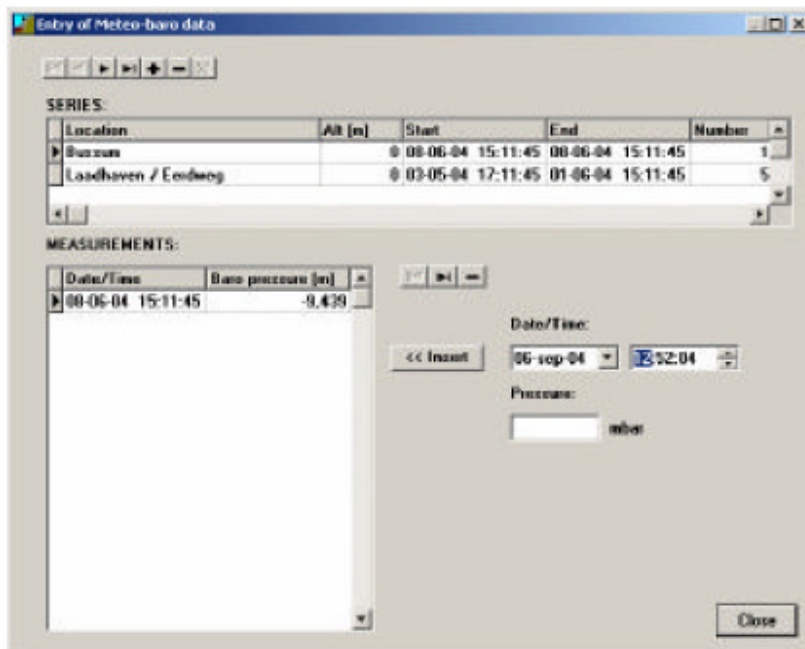 Entry of Meteo-baro data
SERIES:
Location Alt [m] Start End Number
Bussum 0 08-06-04 15:11:45 08-06-04 15:11:45 1
Laadhaven / Eendweg 0 03-05-04 17:11:45 01-06-04 15:11:45 5
MEASUREMENTS:
Date/Time Baro pressure [m]
08-06-04 15:11:45 -9,439
Date/Time:
<< Insert 06-sep-04 12:52:04
Pressure:
mbar
Close